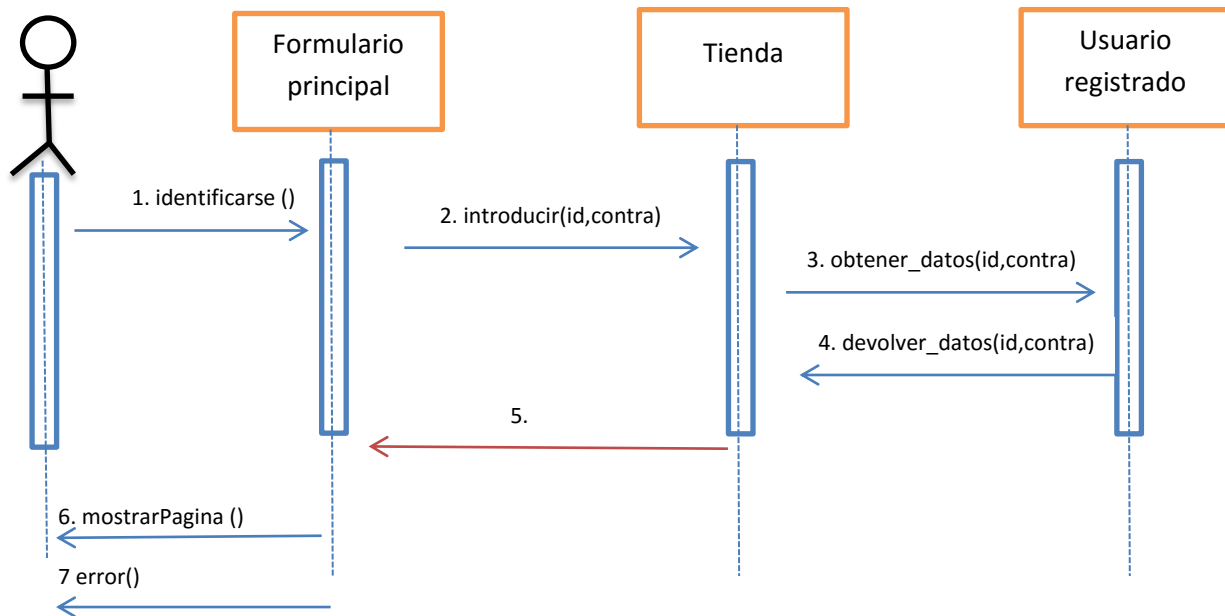 Formulario
principal
Tienda
Usuario
registrado
1. identificarse ()
2. introducir(id,contra)
3. obtener_datos(id,contra)
4. devolver_datos(id,contra)
5.
6. mostrarPagina ()
7 error()